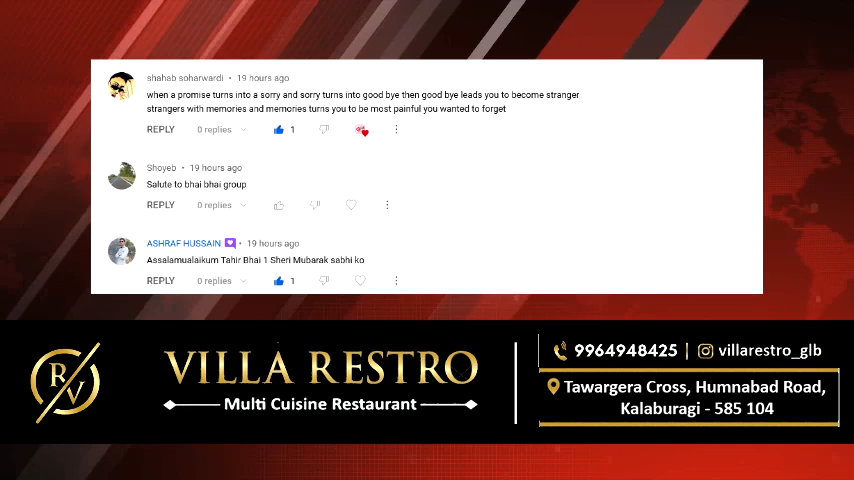 shahab soharwardi • 19 hours ago
when a promise turns into a sorry and sorry turns into good bye then good bye leads you to become stranger
strangers with memories and memories turns you to be most painful you wanted to forget
REPLY 0 replies 1
Shoyeb • 19 hours ago
Salute to bhai bhai group
REPLY 0 replies
ASHRAF HUSSAIN • 19 hours ago
Assalamualaikum Tahir Bhai 1 Sheri Mubarak sabhi ko
REPLY 0 replies 1
RV
VILLA RESTRO
Multi Cuisine Restaurant
9964948425 | villarestro_glb
Tawargera Cross, Humnabad Road,
Kalaburagi - 585 104